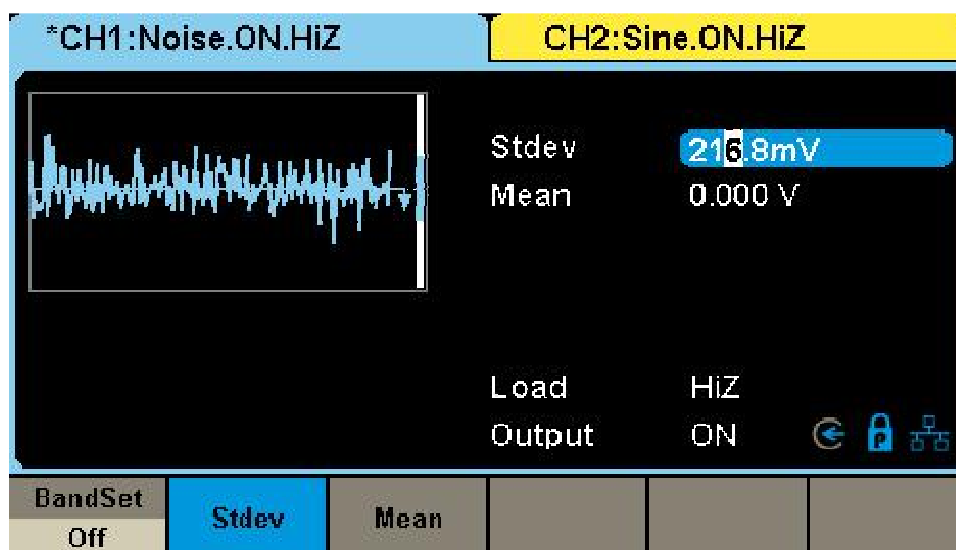 *CH1:Noise.ON.HiZ
CH2:Sine.ON.HiZ
Stdev 216.8mV
Mean 0.000 V
Load HiZ
Output ON
BandSet
Off
Stdev
Mean